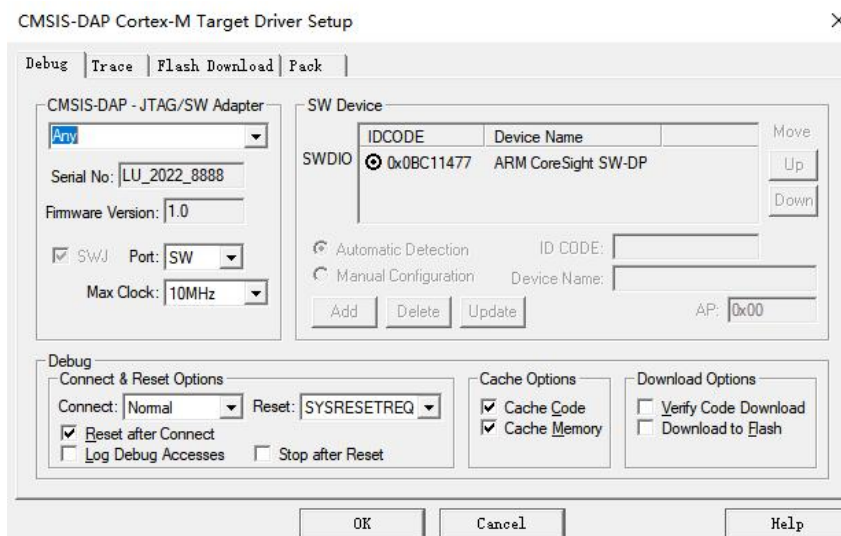 CMSIS-DAP Cortex-M Target Driver Setup
Debug Trace Flash Download Pack
CMSIS-DAP - JTAG/SW Adapter
Any
Serial No: LU_2022_8888
Firmware Version: 1.0
SWJ Port: SW
Max Clock: 10MHz
SW Device
IDCODE Device Name Move
SWDIO 0x0BC11477 ARM CoreSight SW-DP Up
Down
Automatic Detection ID CODE:
Manual Configuration Device Name:
Add Delete Update AP: 0x00
Debug
Connect & Reset Options
Connect: Normal Reset: SYSRESETREQ
Reset after Connect
Log Debug Accesses Stop after Reset
Cache Options
Cache Code
Cache Memory
Download Options
Verify Code Download
Download to Flash
OK Cancel Help